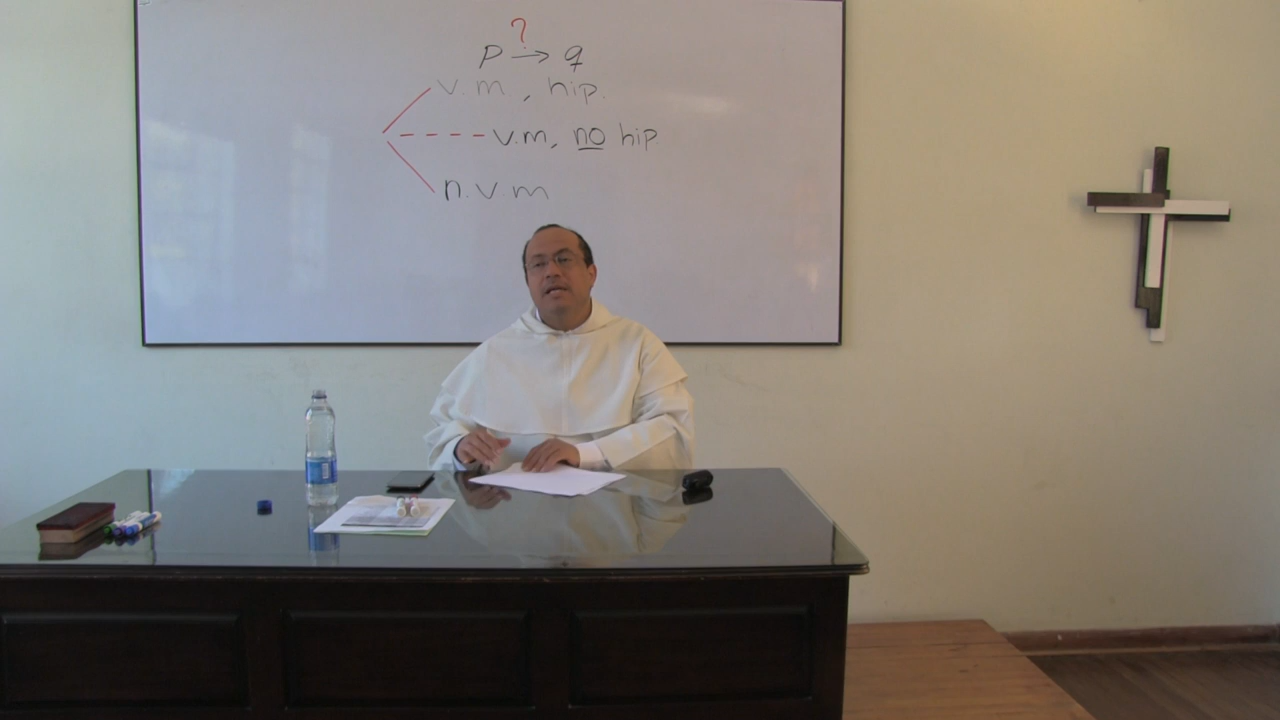 ?
p → q
v.m, hip.
v.m, no hip
n.v.m